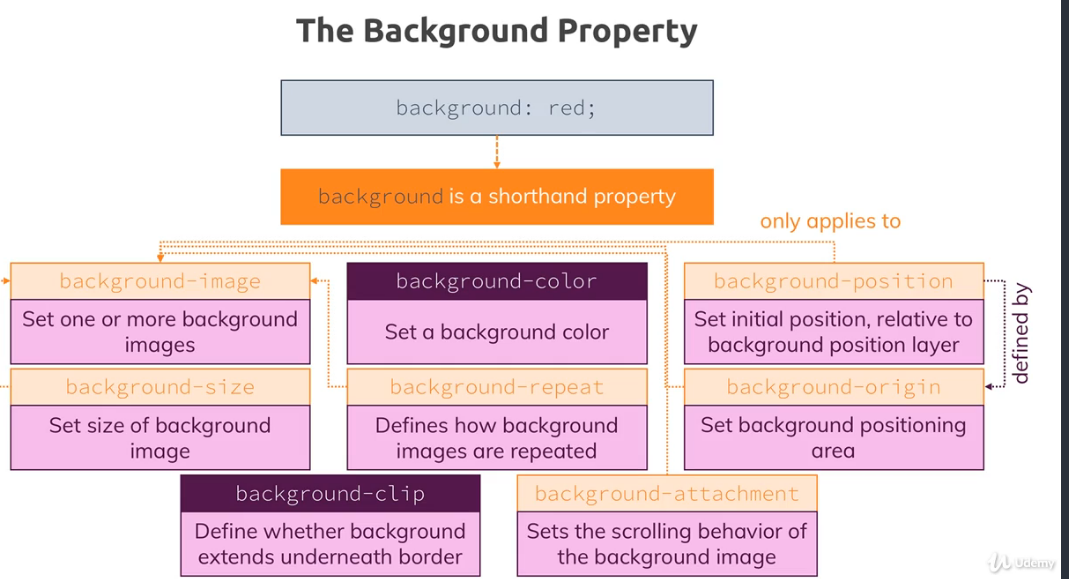 The Background Property
background: red;
background is a shorthand property
only applies to
background-image
Set one or more background
images
background-color
Set a background color
background-position
Set initial position, relative to
background position layer
defined by
background-size
Set size of background
image
background-repeat
Defines how background
images are repeated
background-origin
Set background positioning
area
background-clip
Define whether background
extends underneath border
background-attachment
Sets the scrolling behavior of
the background image
Udemy